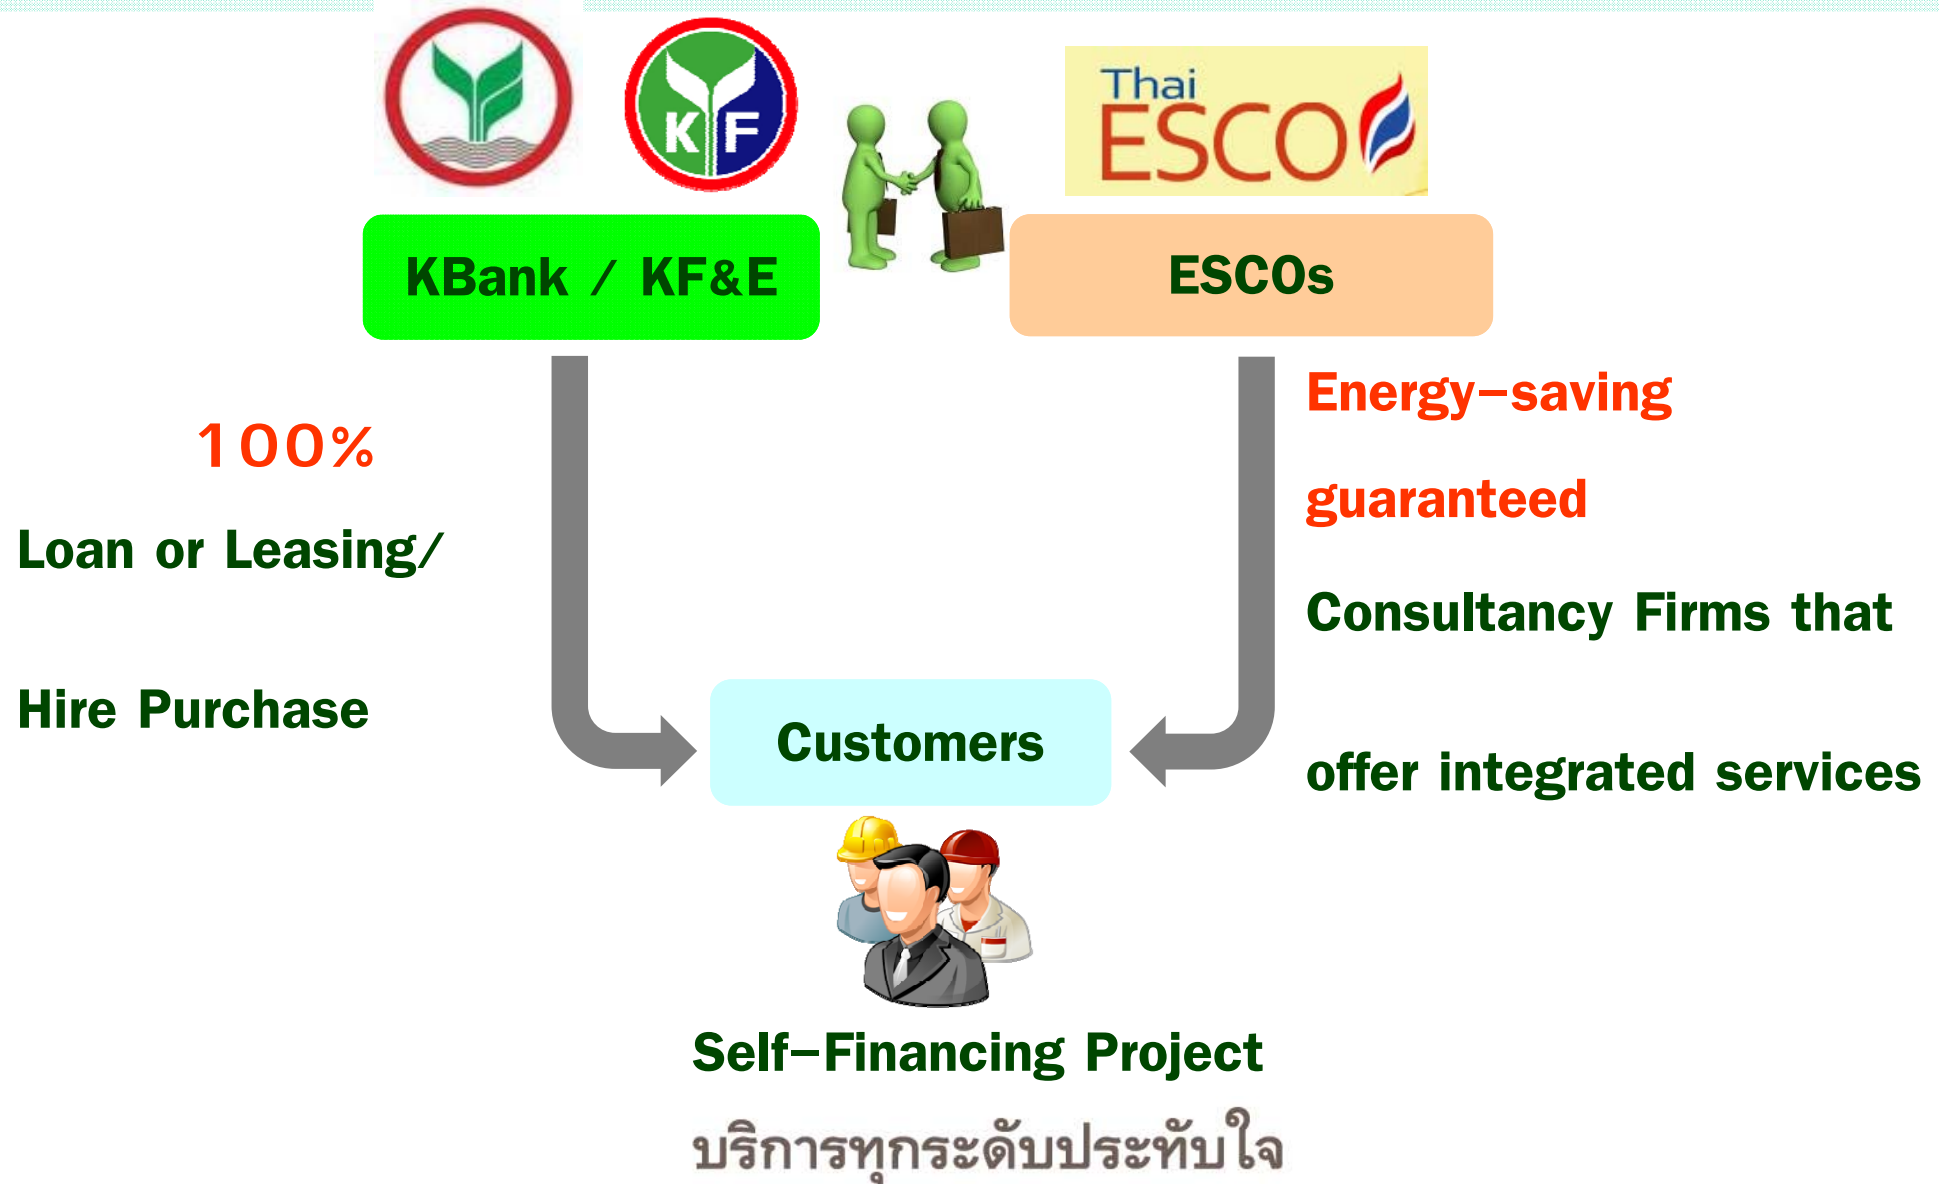 K F
Thai
ESCO
KBank / KF&E
ESCOs
100%
Loan or Leasing/
Hire Purchase
Energy-saving
guaranteed
Consultancy Firms that
offer integrated services
Customers
Self-Financing Project
บริการทุกระดับประทับใจ